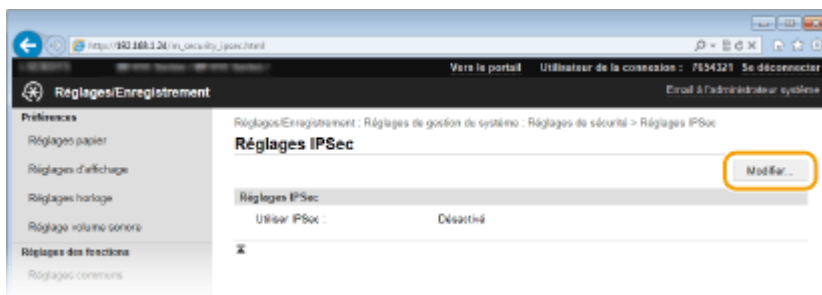 http://192.168.1.24/m_security_ipsec.html
Vers le portail Utilisateur de la connexion : 7654321 Se déconnecter
Réglages/Enregistrement
Email à l'administrateur système
Préférences
Réglages papier
Réglages d'affichage
Réglages horloge
Réglage volume sonore
Réglages des fonctions
Réglages communs
Réglages/Enregistrement : Réglages de gestion du système : Réglages de sécurité > Réglages IPSec
Réglages IPSec
Modifier...
Réglages IPSec
Utiliser IPSec : Désactivé